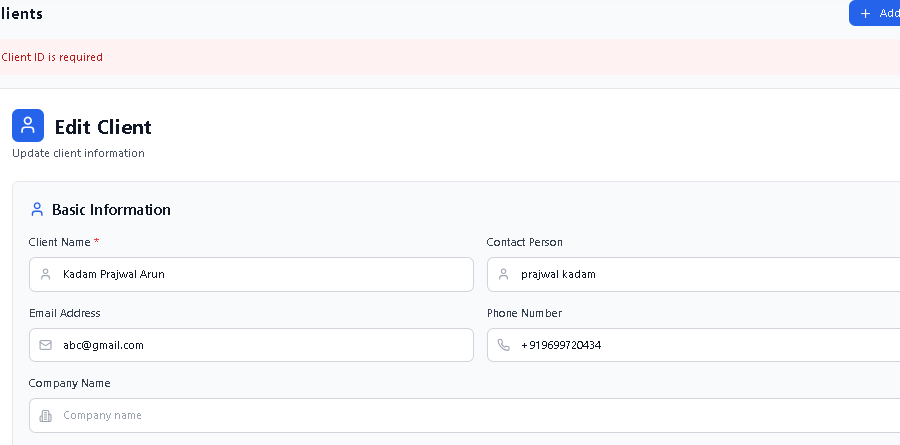 lients
+ Add
Client ID is required
Edit Client
Update client information
Basic Information
Client Name *
Contact Person
Kadam Prajwal Arun
prajwal kadam
Email Address
Phone Number
abc@gmail.com
+919699720434
Company Name
Company name